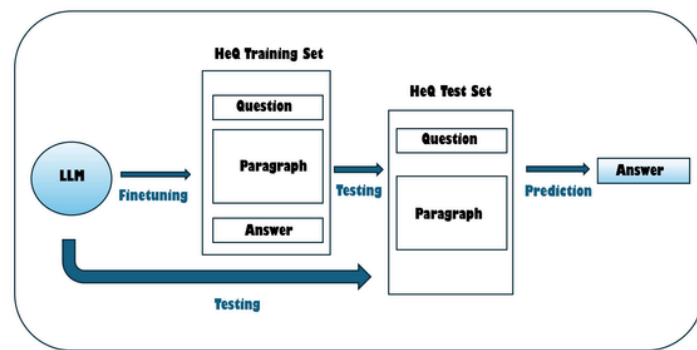 HeQ Training Set
Question
Paragraph
Answer
HeQ Test Set
Question
Paragraph
LLM
Finetuning
Testing
Prediction
Answer
Testing